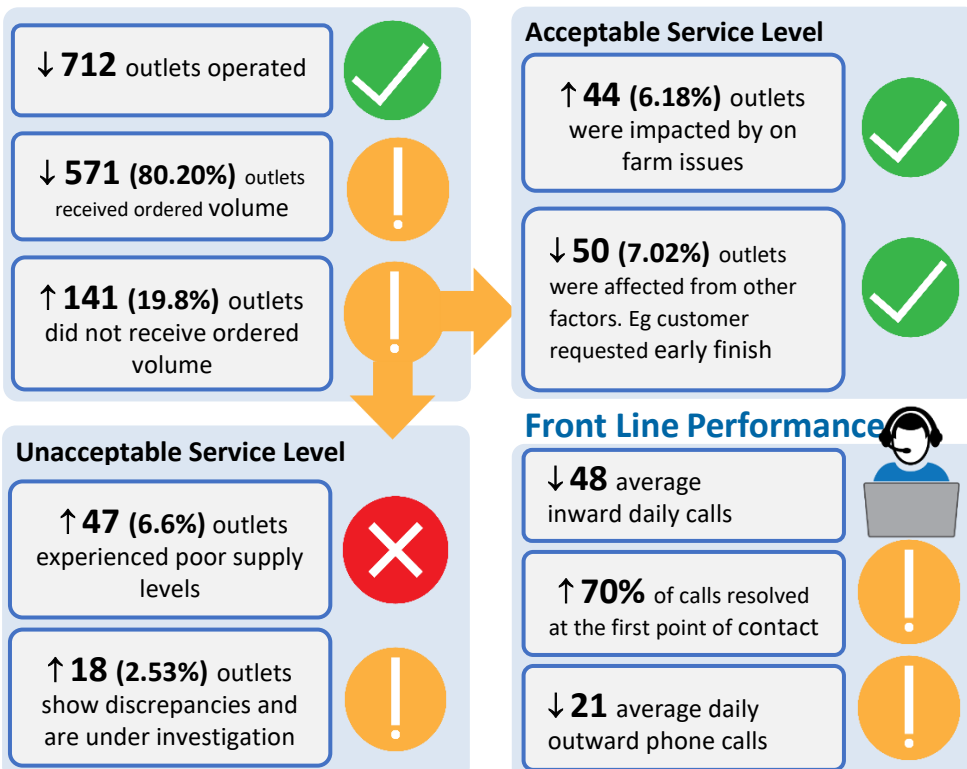 ↓ 712 outlets operated
↓ 571 (80.20%) outlets
received ordered volume
↑ 141 (19.8%) outlets
did not receive ordered
volume
Acceptable Service Level
↑ 44 (6.18%) outlets
were impacted by on
farm issues
↓ 50 (7.02%) outlets
were affected from other
factors. Eg customer
requested early finish
Unacceptable Service Level
↑ 47 (6.6%) outlets
experienced poor supply
levels
↑ 18 (2.53%) outlets
show discrepancies and
are under investigation
Front Line Performance
↓ 48 average
inward daily calls
↑ 70% of calls resolved
at the first point of contact
↓ 21 average daily
outward phone calls